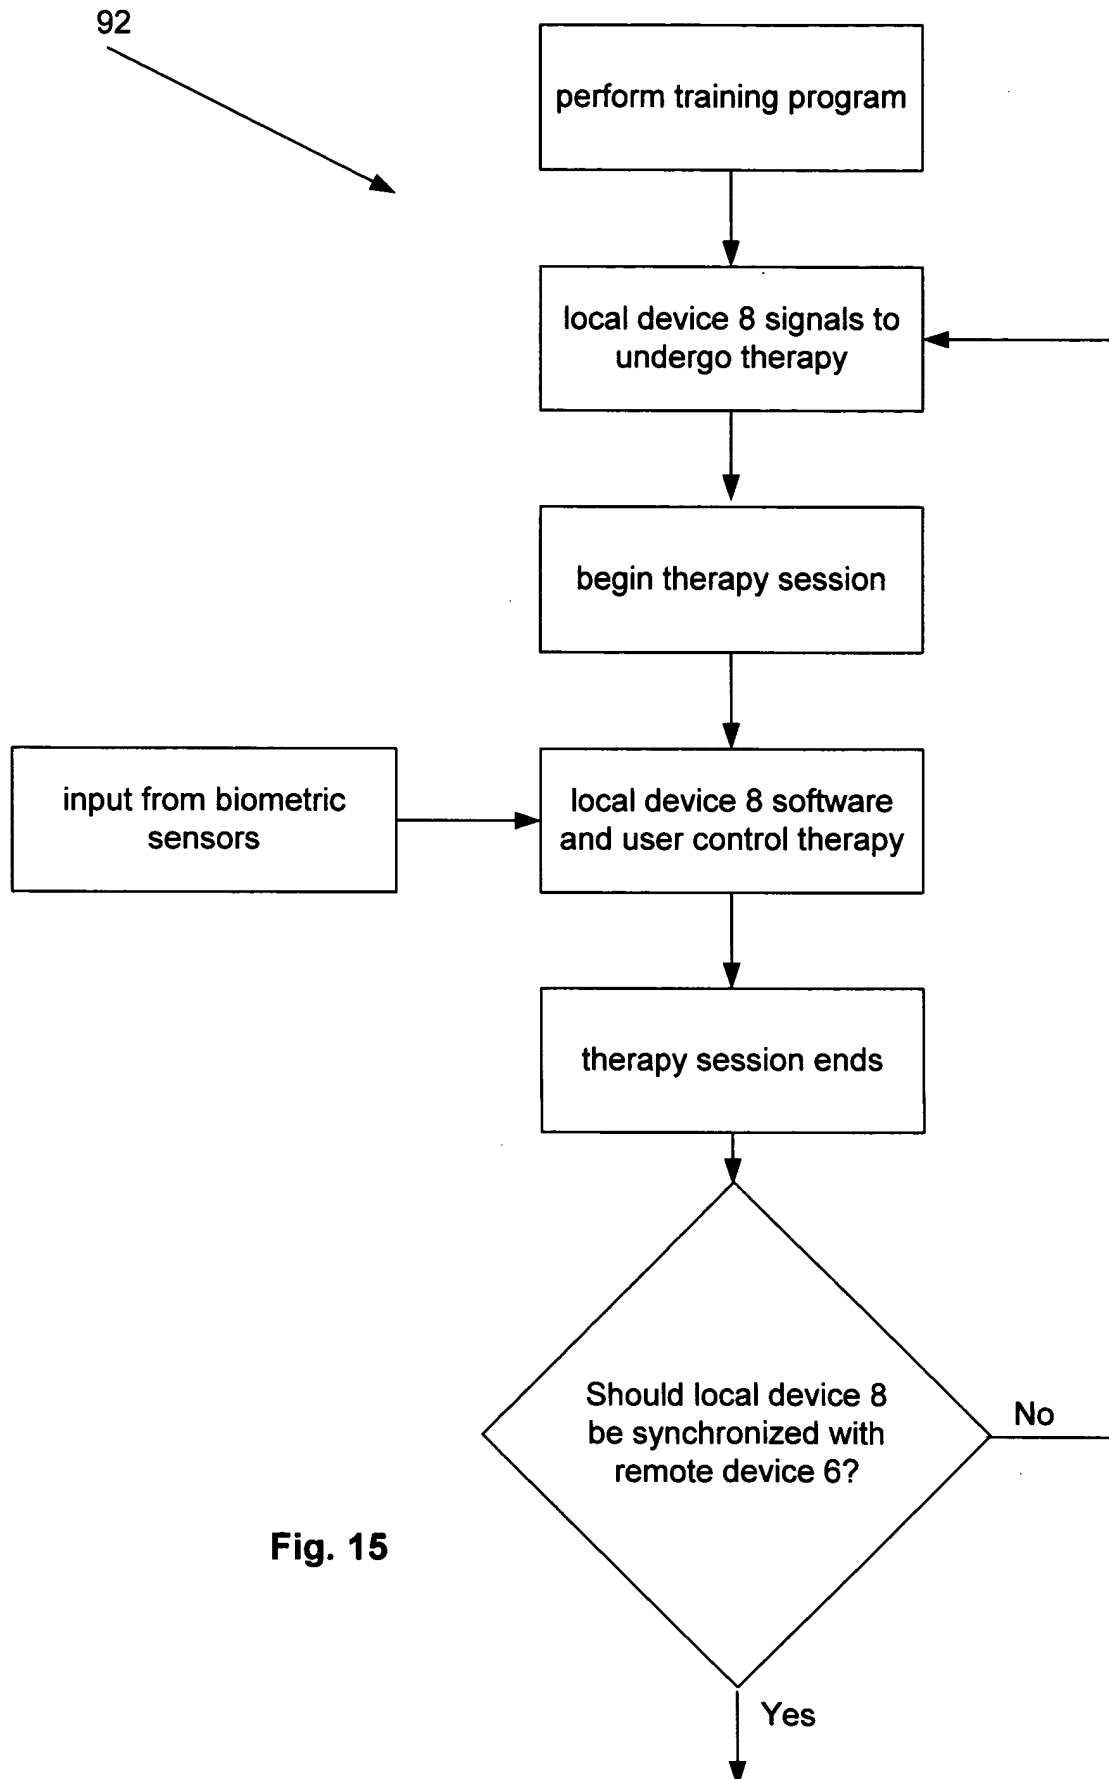 92
perform training program
local device 8 signals to
undergo therapy
begin therapy session
input from biometric
sensors
local device 8 software
and user control therapy
therapy session ends
Should local device 8
be synchronized with
remote device 6?
No
Fig. 15
Yes